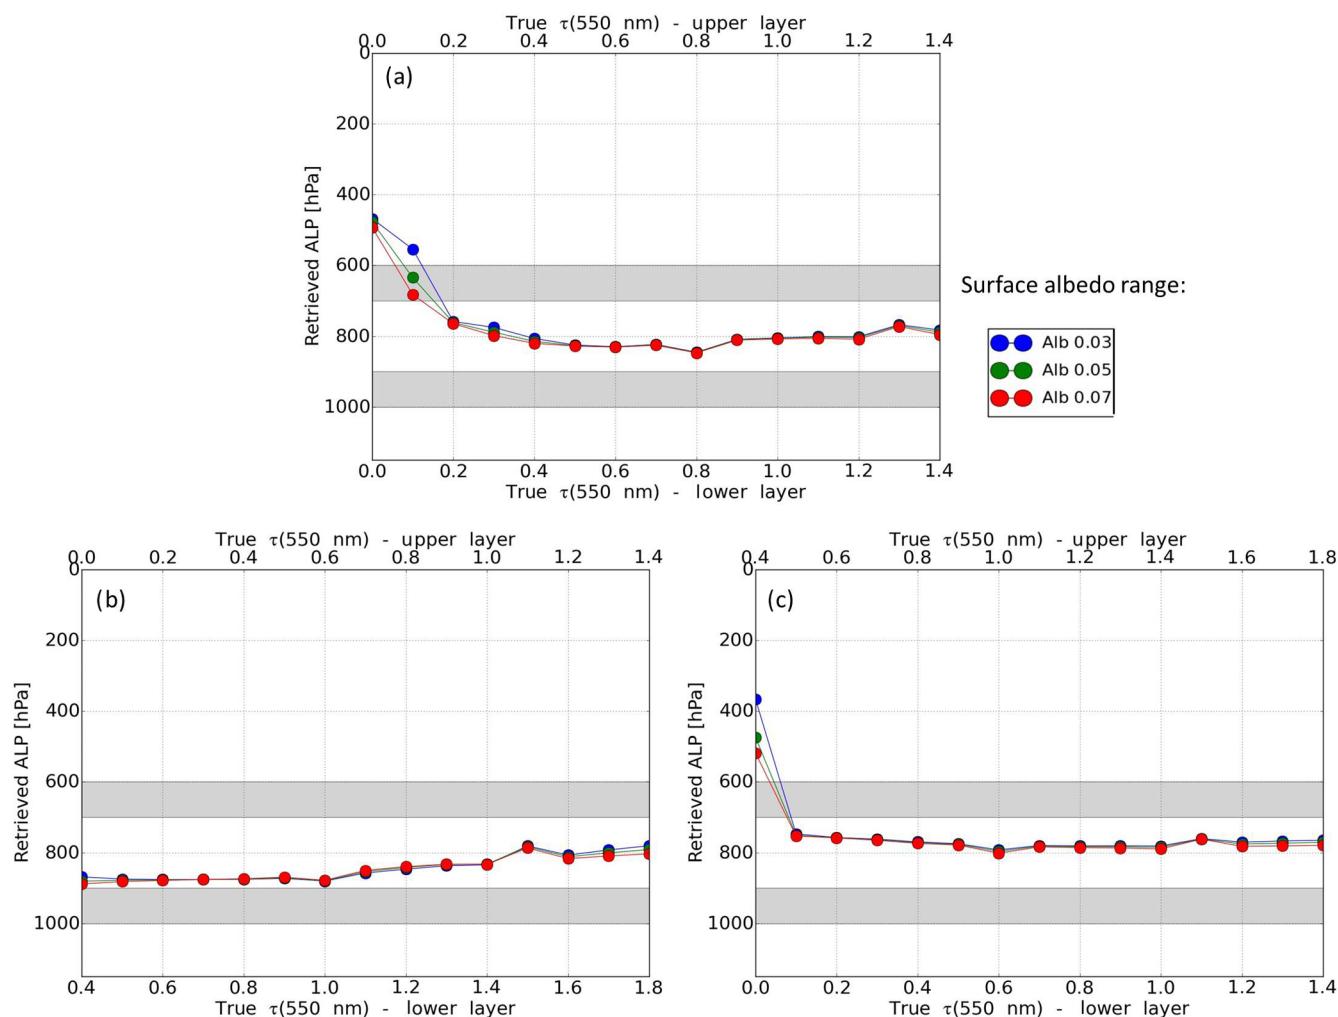 True τ(550 nm) - upper layer
0.0 0.2 0.4 0.6 0.8 1.0 1.2 1.4
(a)
0
200
400
600
800
1000
Retrieved ALP [hPa]
0.0 0.2 0.4 0.6 0.8 1.0 1.2 1.4
True τ(550 nm) - lower layer
Surface albedo range:
Alb 0.03
Alb 0.05
Alb 0.07
True τ(550 nm) - upper layer
0.0 0.2 0.4 0.6 0.8 1.0 1.2 1.4
(b)
0
200
400
600
800
1000
Retrieved ALP [hPa]
0.4 0.6 0.8 1.0 1.2 1.4 1.6 1.8
True τ(550 nm) - lower layer
True τ(550 nm) - upper layer
0.4 0.6 0.8 1.0 1.2 1.4 1.6 1.8
(c)
0
200
400
600
800
1000
Retrieved ALP [hPa]
0.0 0.2 0.4 0.6 0.8 1.0 1.2 1.4
True τ(550 nm) - lower layer